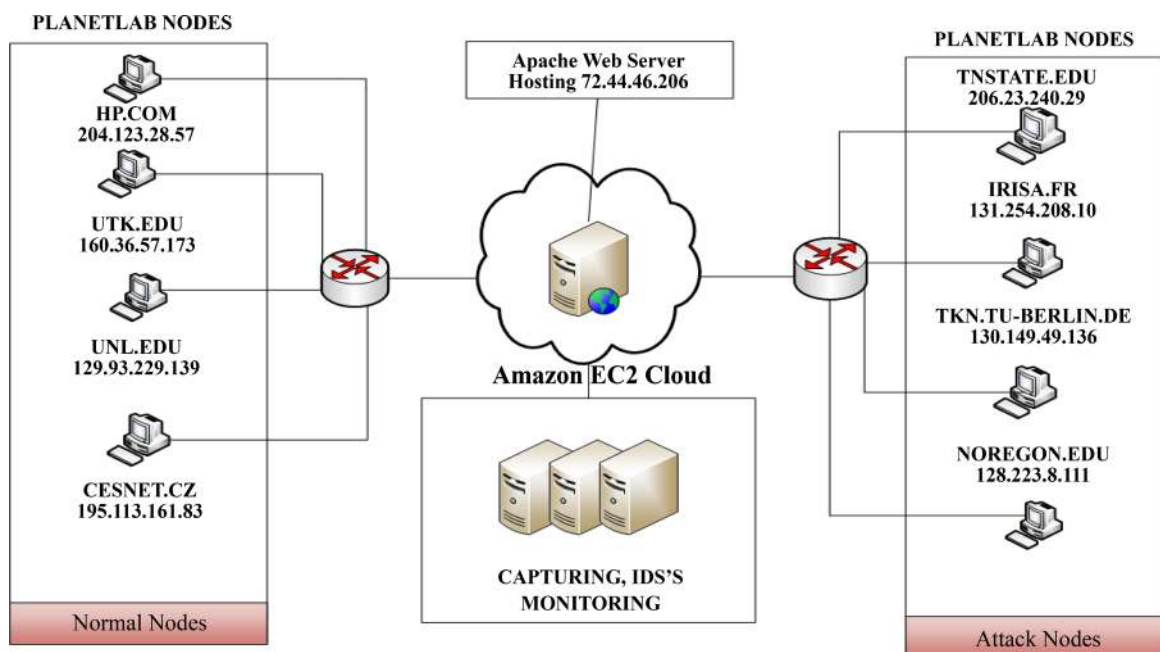 PLANETLAB NODES
HP.COM
204.123.28.57
UTK.EDU
160.36.57.173
UNL.EDU
129.93.229.139
CESNET.CZ
195.113.161.83
Normal Nodes
Apache Web Server
Hosting 72.44.46.206
Amazon EC2 Cloud
CAPTURING, IDS'S
MONITORING
PLANETLAB NODES
TNSTATE.EDU
206.23.240.29
IRISA.FR
131.254.208.10
TKN.TU-BERLIN.DE
130.149.49.136
NOREGON.EDU
128.223.8.111
Attack Nodes